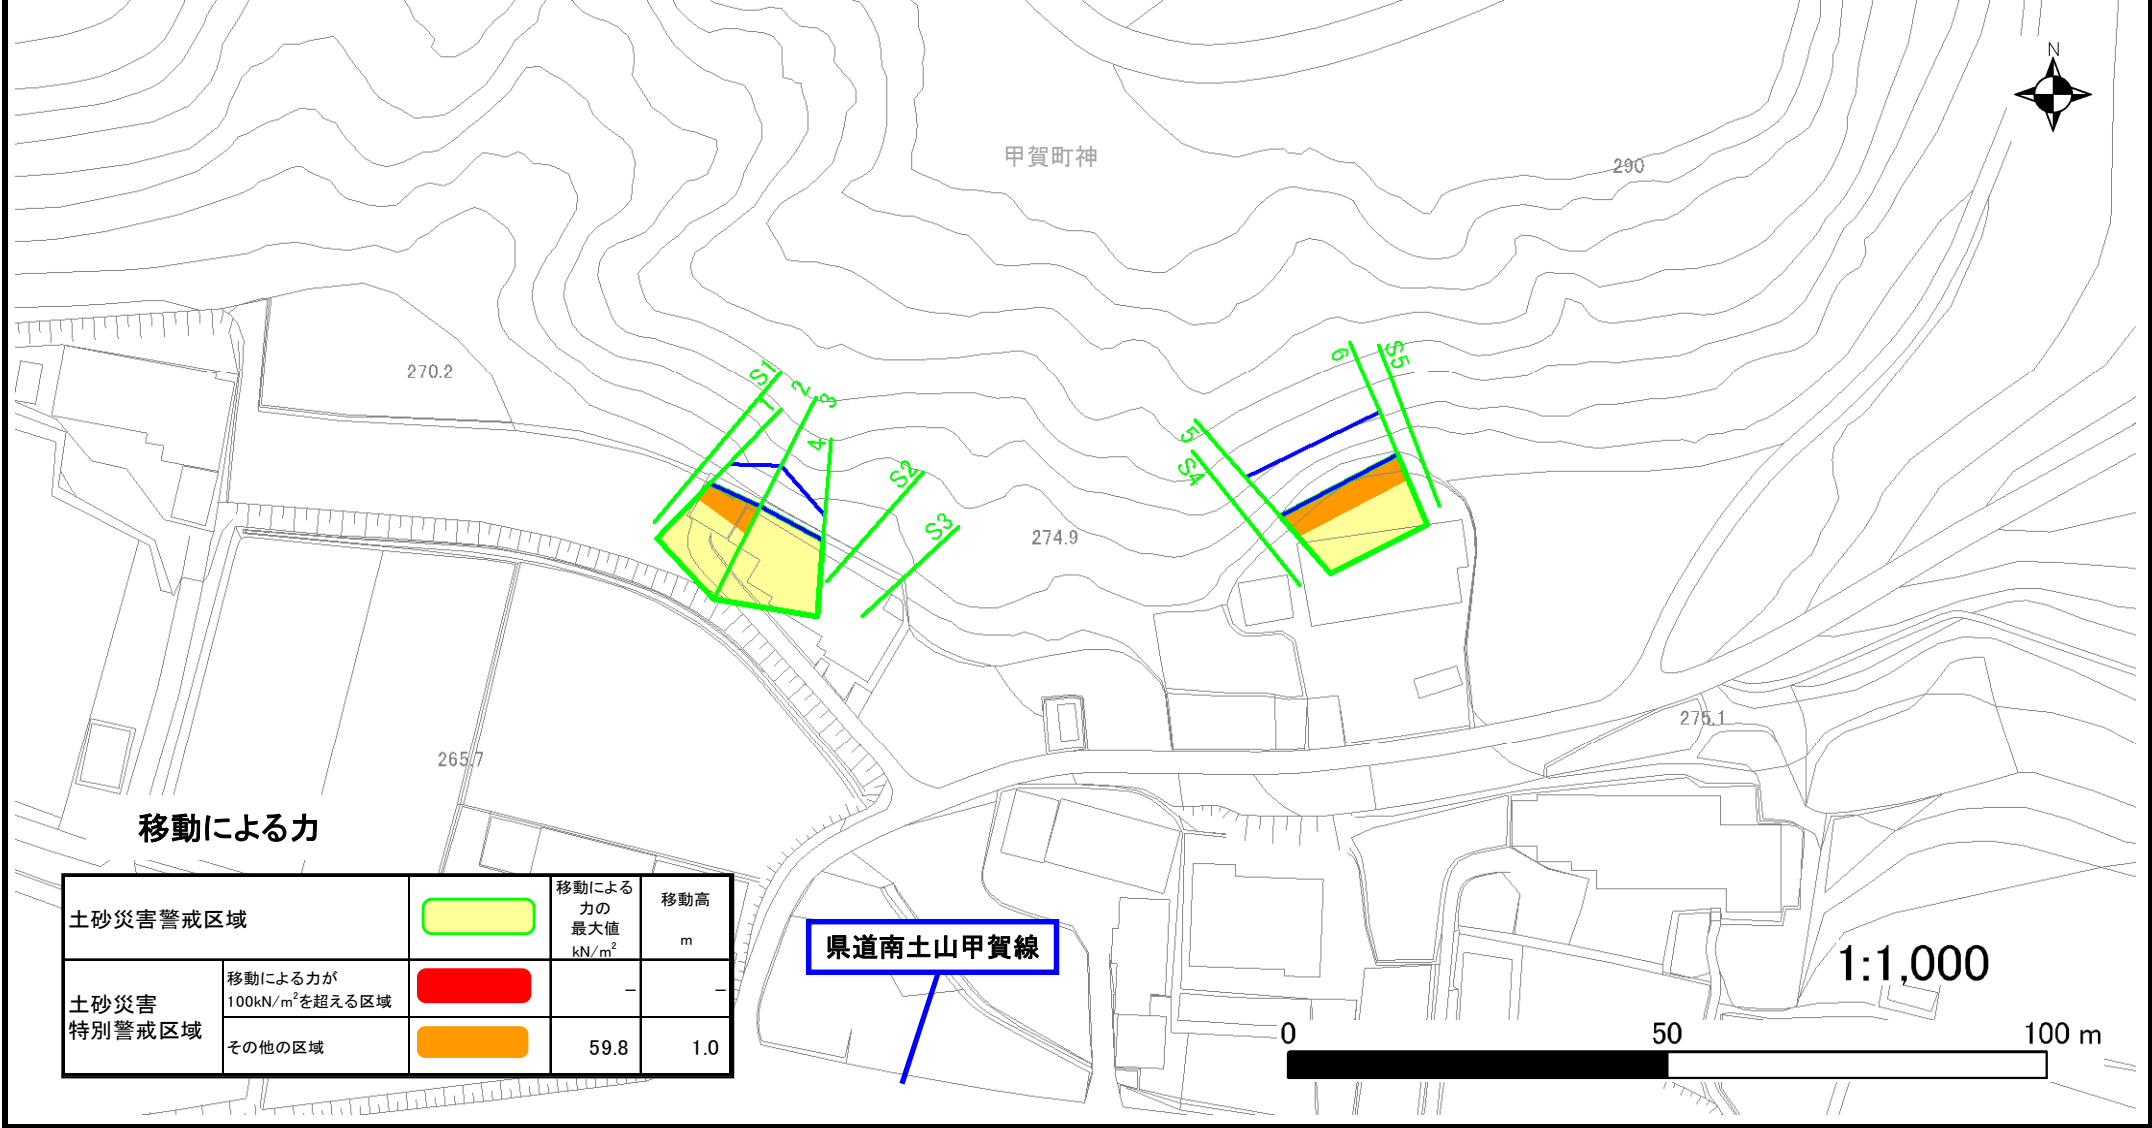 N
甲賀町神
290
270.2
S1
1
2
3
4
S2
S3
274.9
5
S4
6
S5
275.1
265.7
移動による力
土砂災害警戒区域
移動による
力の
最大値
kN/m²
移動高
m
土砂災害
特別警戒区域
移動による力が
100kN/m²を超える区域
－
－
その他の区域
59.8
1.0
県道南土山甲賀線
1:1,000
0
50
100 m